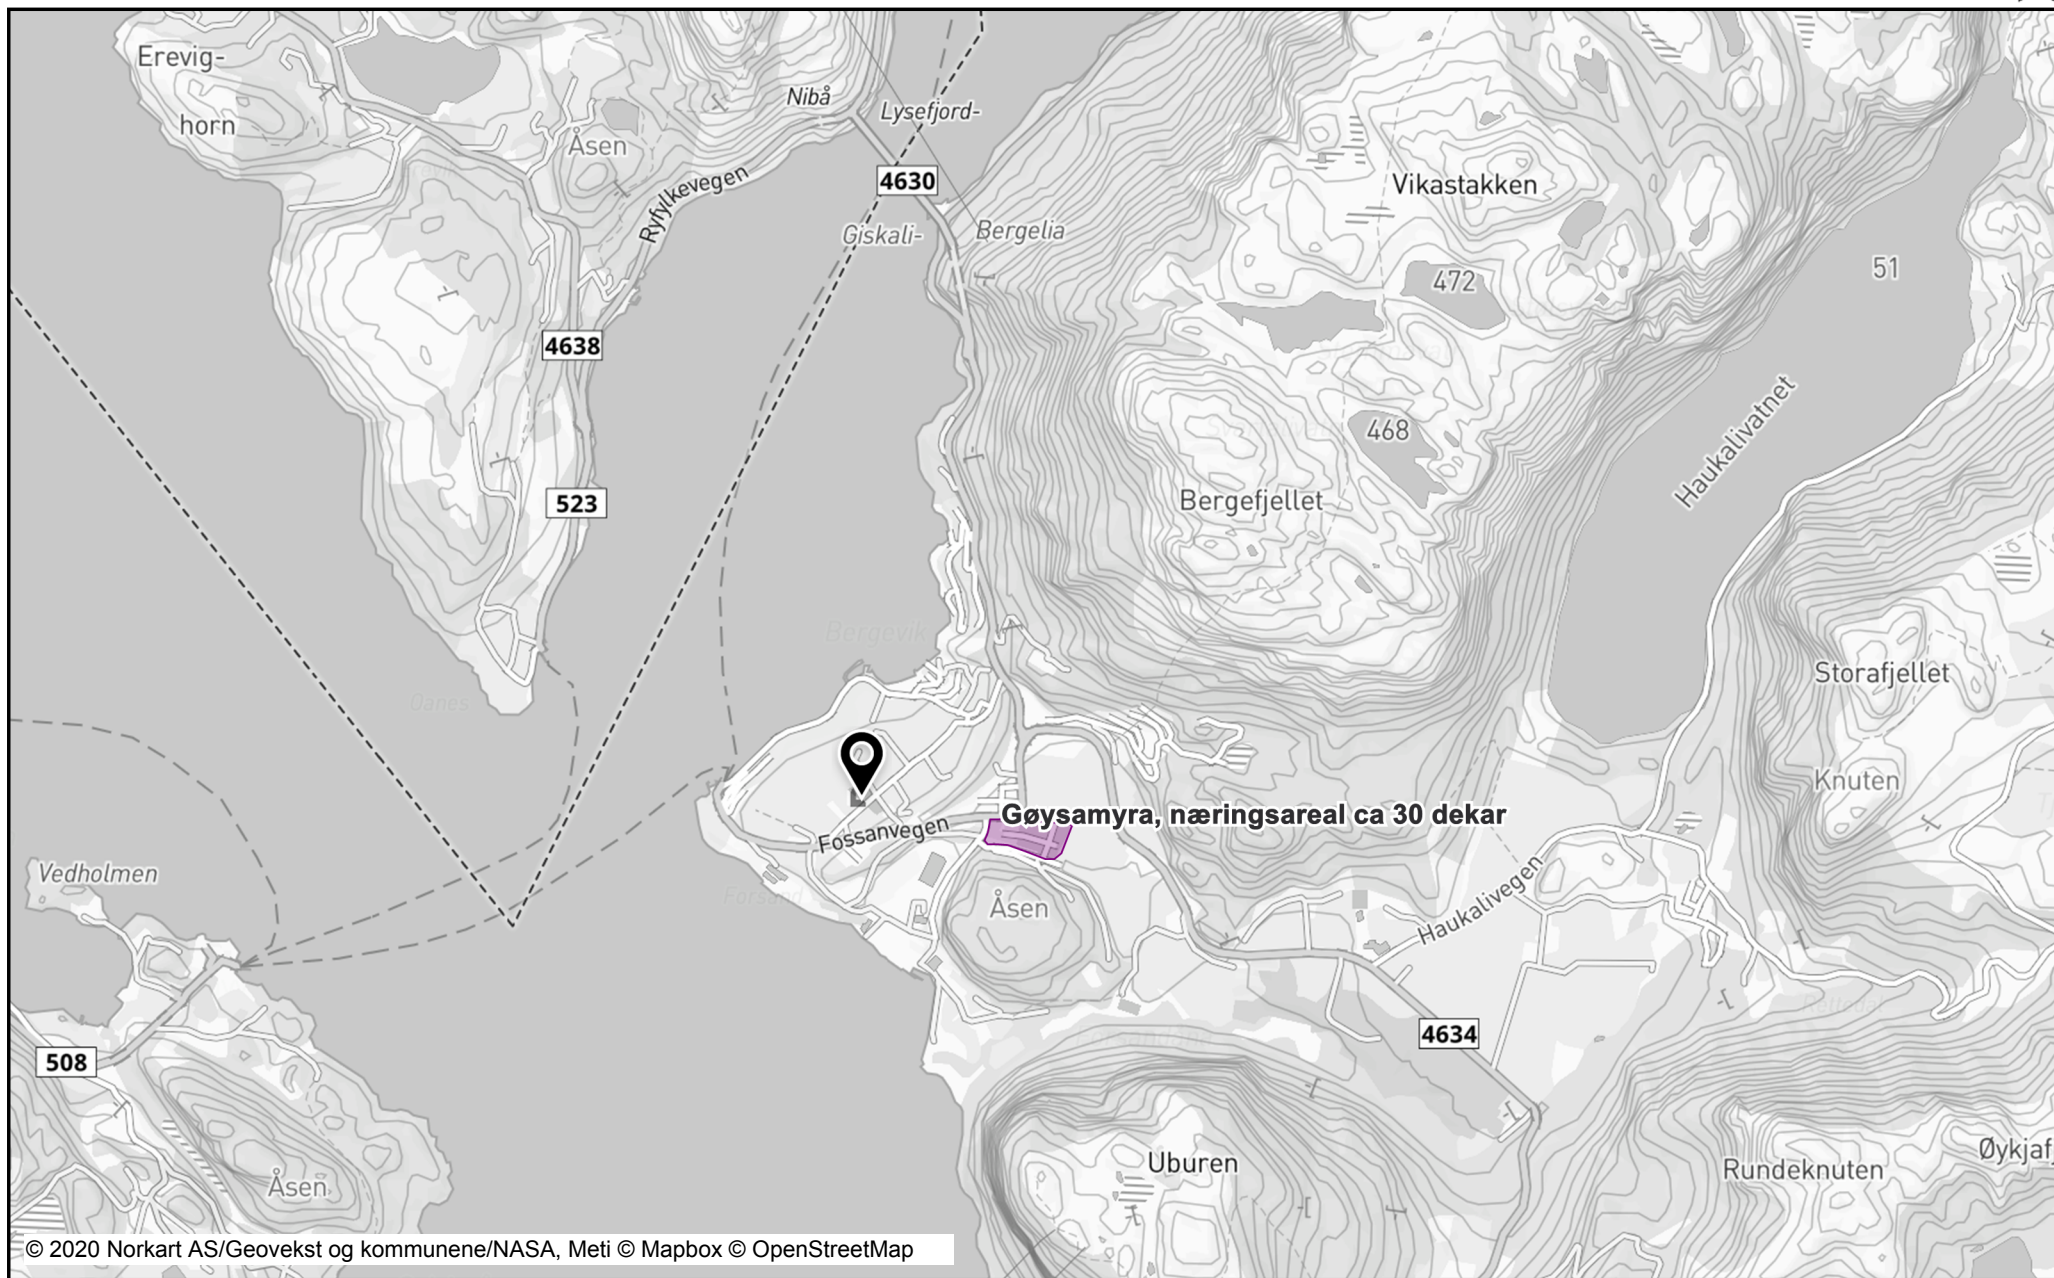 Erevig-
horn
Åsen
Nibå
Lysefjord-
Ryfylkevegen
4630
Giskali-
Bergelia
Vikastakken
472
51
4638
468
Haukalivatnet
523
Bergefjellet
Bergevik
Oanes
Storafjellet
Knuten
Gøysamyra, næringsareal ca 30 dekar
Fossanvegen
Vedholmen
Forsand
Åsen
Haukalivegen
Rettedal
4634
508
Uburen
Øykjafj
Rundeknuten
Åsen
© 2020 Norkart AS/Geovekst og kommunene/NASA, Meti © Mapbox © OpenStreetMap